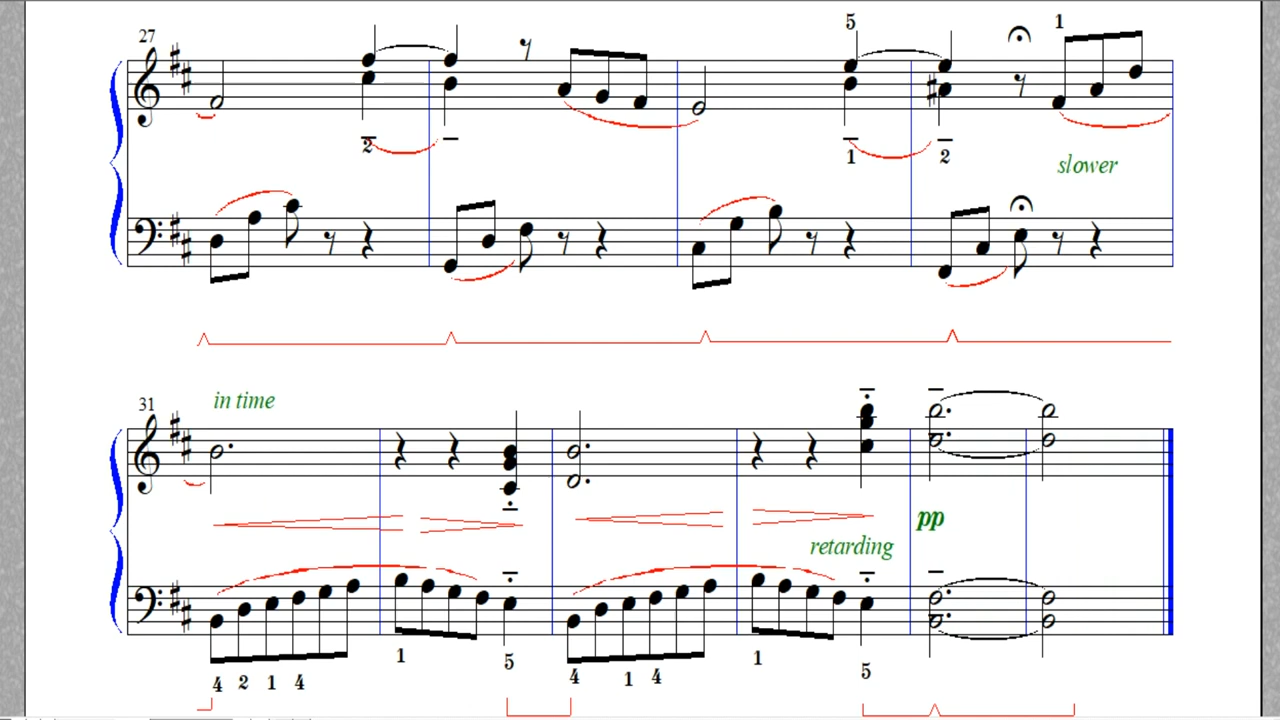 5 1
27
2 1 2
slower
31 in time
pp
retarding
1 5 1 5
4 2 1 4 4 1 4